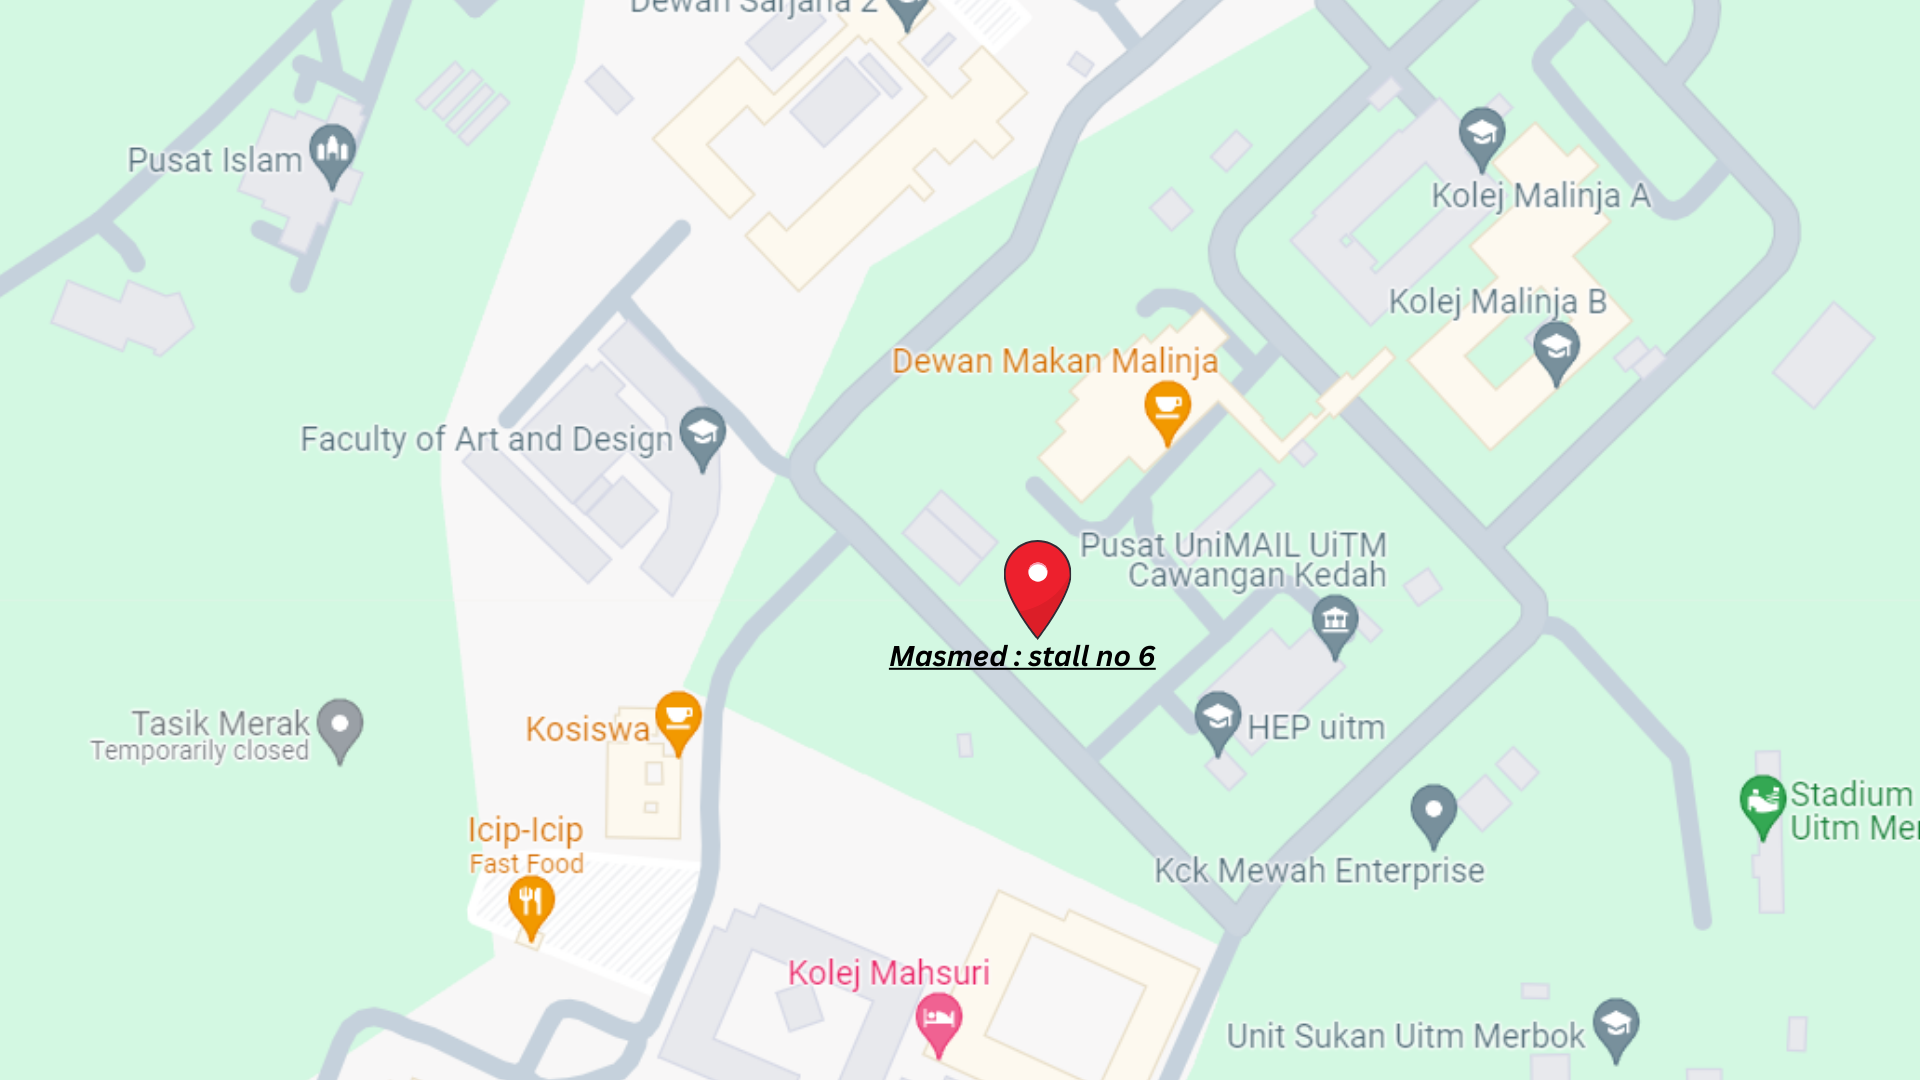 Dewan Sarjana 2
Pusat Islam
Kolej Malinja A
Kolej Malinja B
Dewan Makan Malinja
Faculty of Art and Design
Pusat UniMAIL UiTM
Cawangan Kedah
Masmed : stall no 6
Tasik Merak
Temporarily closed
Kosiswa
HEP uitm
Stadium
Uitm Mer
Icip-Icip
Fast Food
Kck Mewah Enterprise
Kolej Mahsuri
Unit Sukan Uitm Merbok